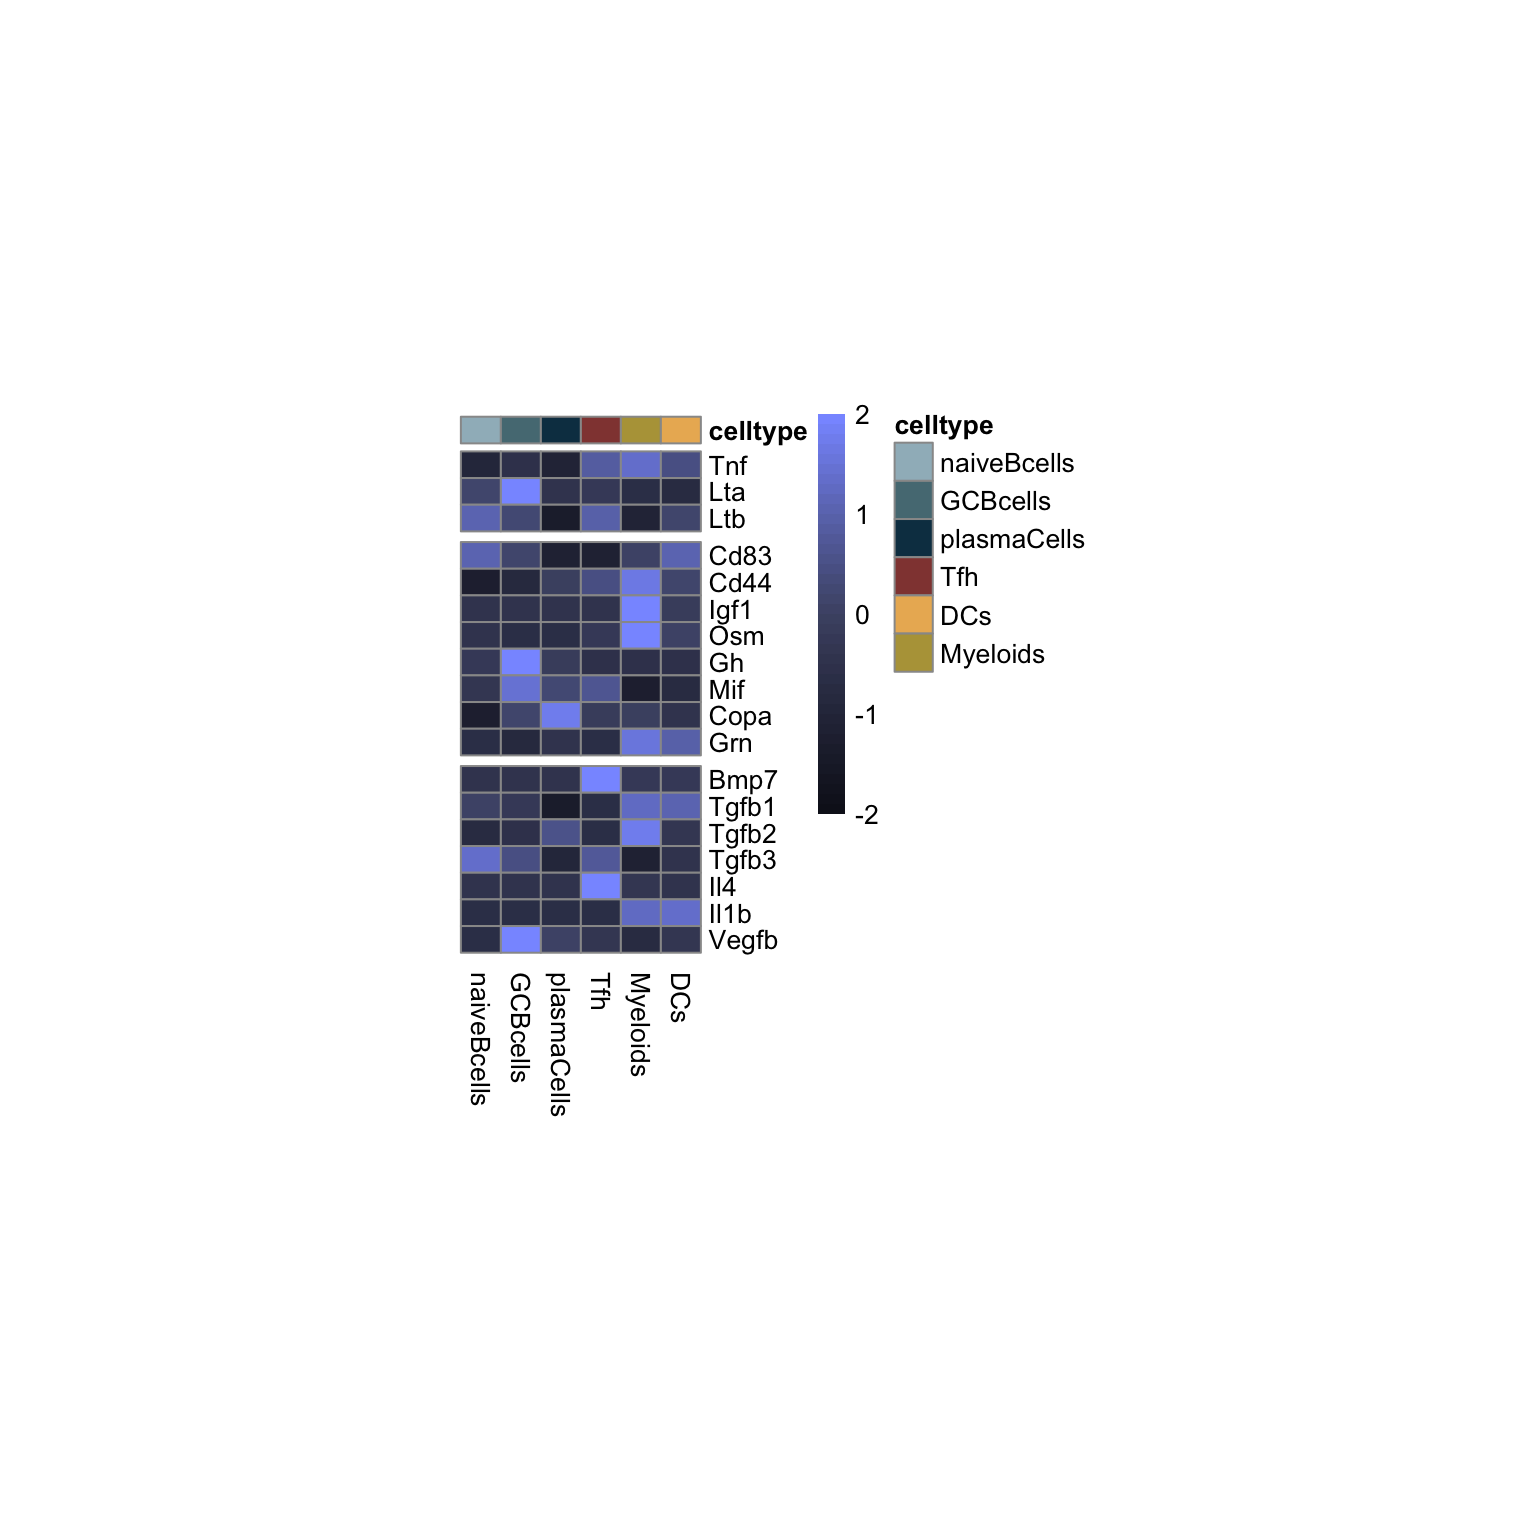 celltype
Tnf
Lta
Ltb
Cd83
Cd44
Igf1
Osm
Gh
Mif
Copa
Grn
Bmp7
Tgfb1
Tgfb2
Tgfb3
Il4
Il1b
Vegfb
naiveBcells
GCBcells
plasmaCells
Tfh
Myeloids
DCs
2
1
0
-1
-2
celltype
naiveBcells
GCBcells
plasmaCells
Tfh
DCs
Myeloids